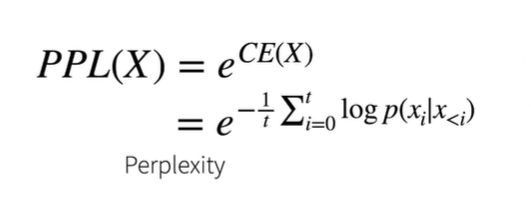 PPL(X) = e^{CE(X)}
= e^{-\frac{1}{t} \sum_{i=0}^{t} \log p(x_i|x_{<i})}
Perplexity